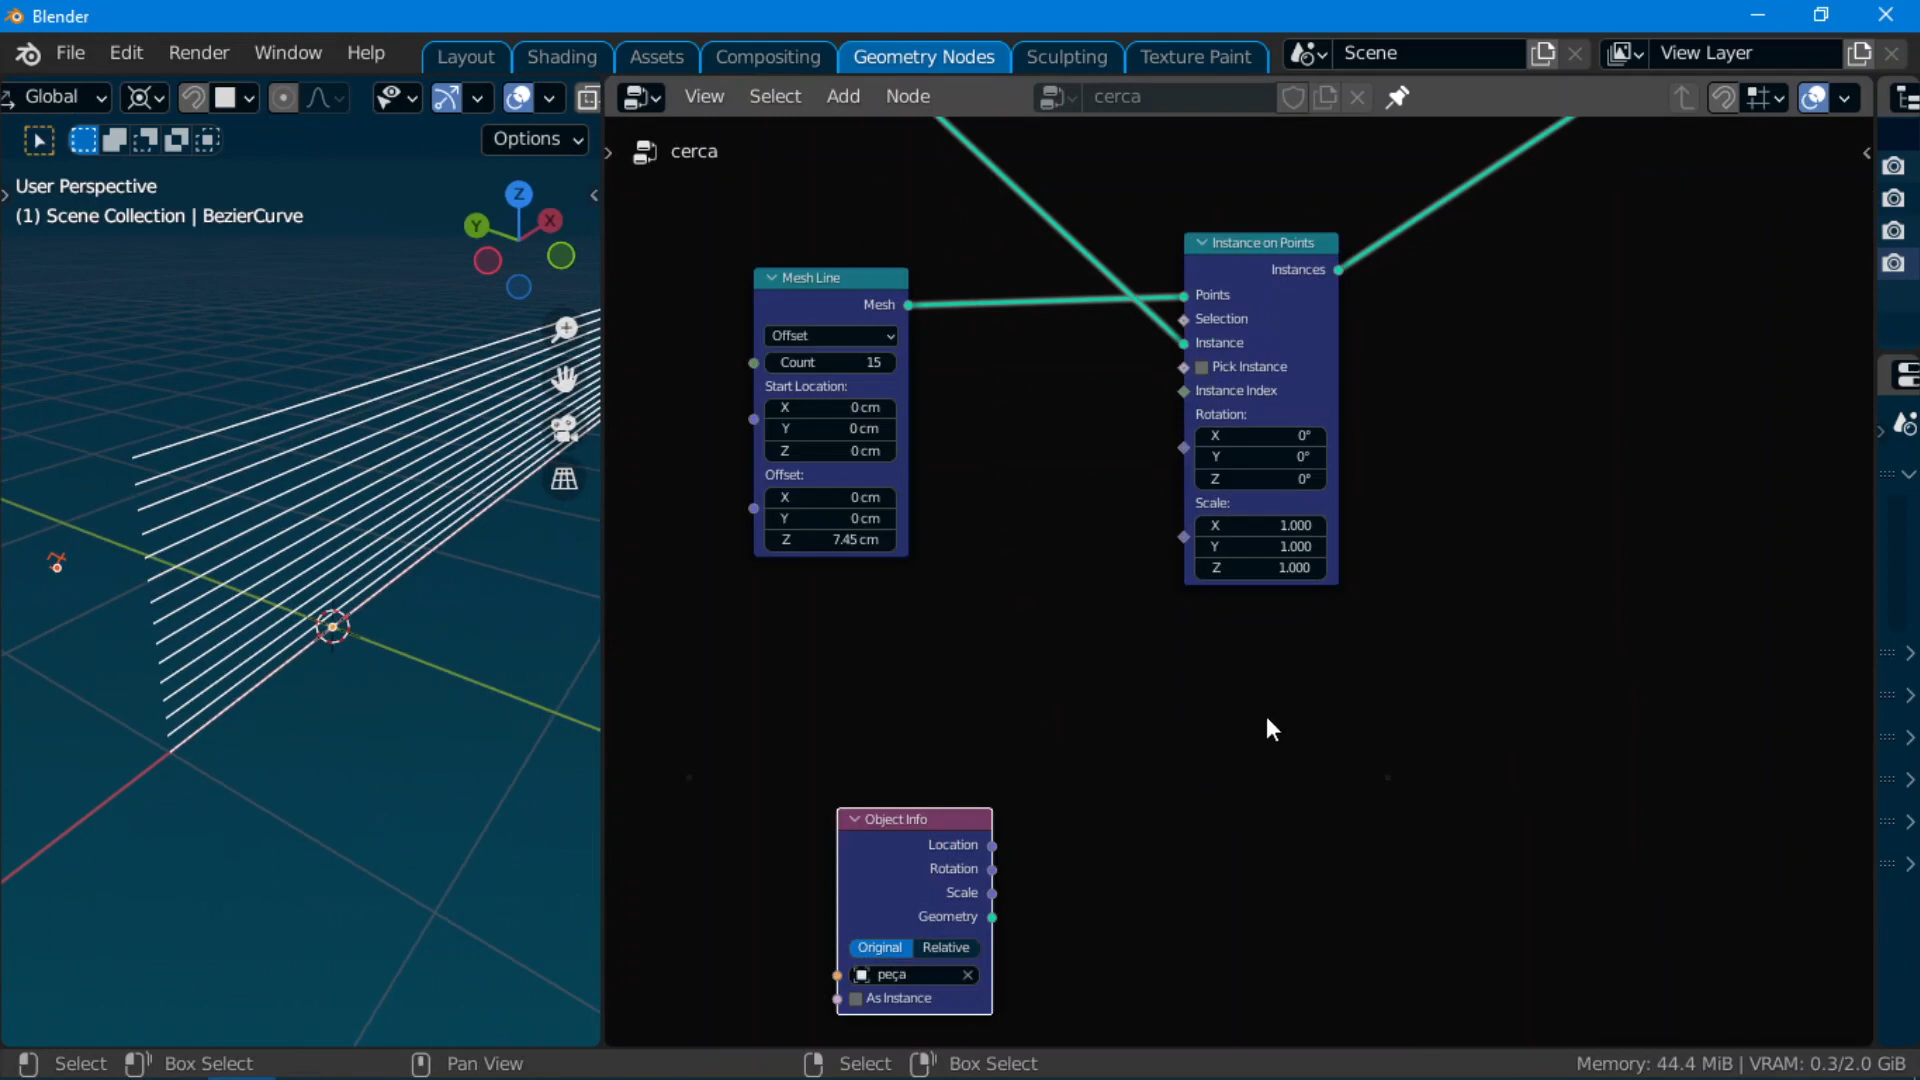 Blender
File Edit Render Window Help
Layout Shading Assets Compositing Geometry Nodes Sculpting Texture Paint
Scene
View Layer
Global
View Select Add Node
cerca
Options
cerca
User Perspective
(1) Scene Collection | BezierCurve
Z
Y
X
Mesh Line
Mesh
Offset
Count 15
Start Location:
X 0 cm
Y 0 cm
Z 0 cm
Offset:
X 0 cm
Y 0 cm
Z 7.45 cm
Instance on Points
Instances
Points
Selection
Instance
Pick Instance
Instance Index
Rotation:
X 0°
Y 0°
Z 0°
Scale:
X 1.000
Y 1.000
Z 1.000
Object Info
Location
Rotation
Scale
Geometry
Original Relative
peça
As Instance
Select Box Select Pan View Select Box Select Memory: 44.4 MiB | VRAM: 0.3/2.0 GiB